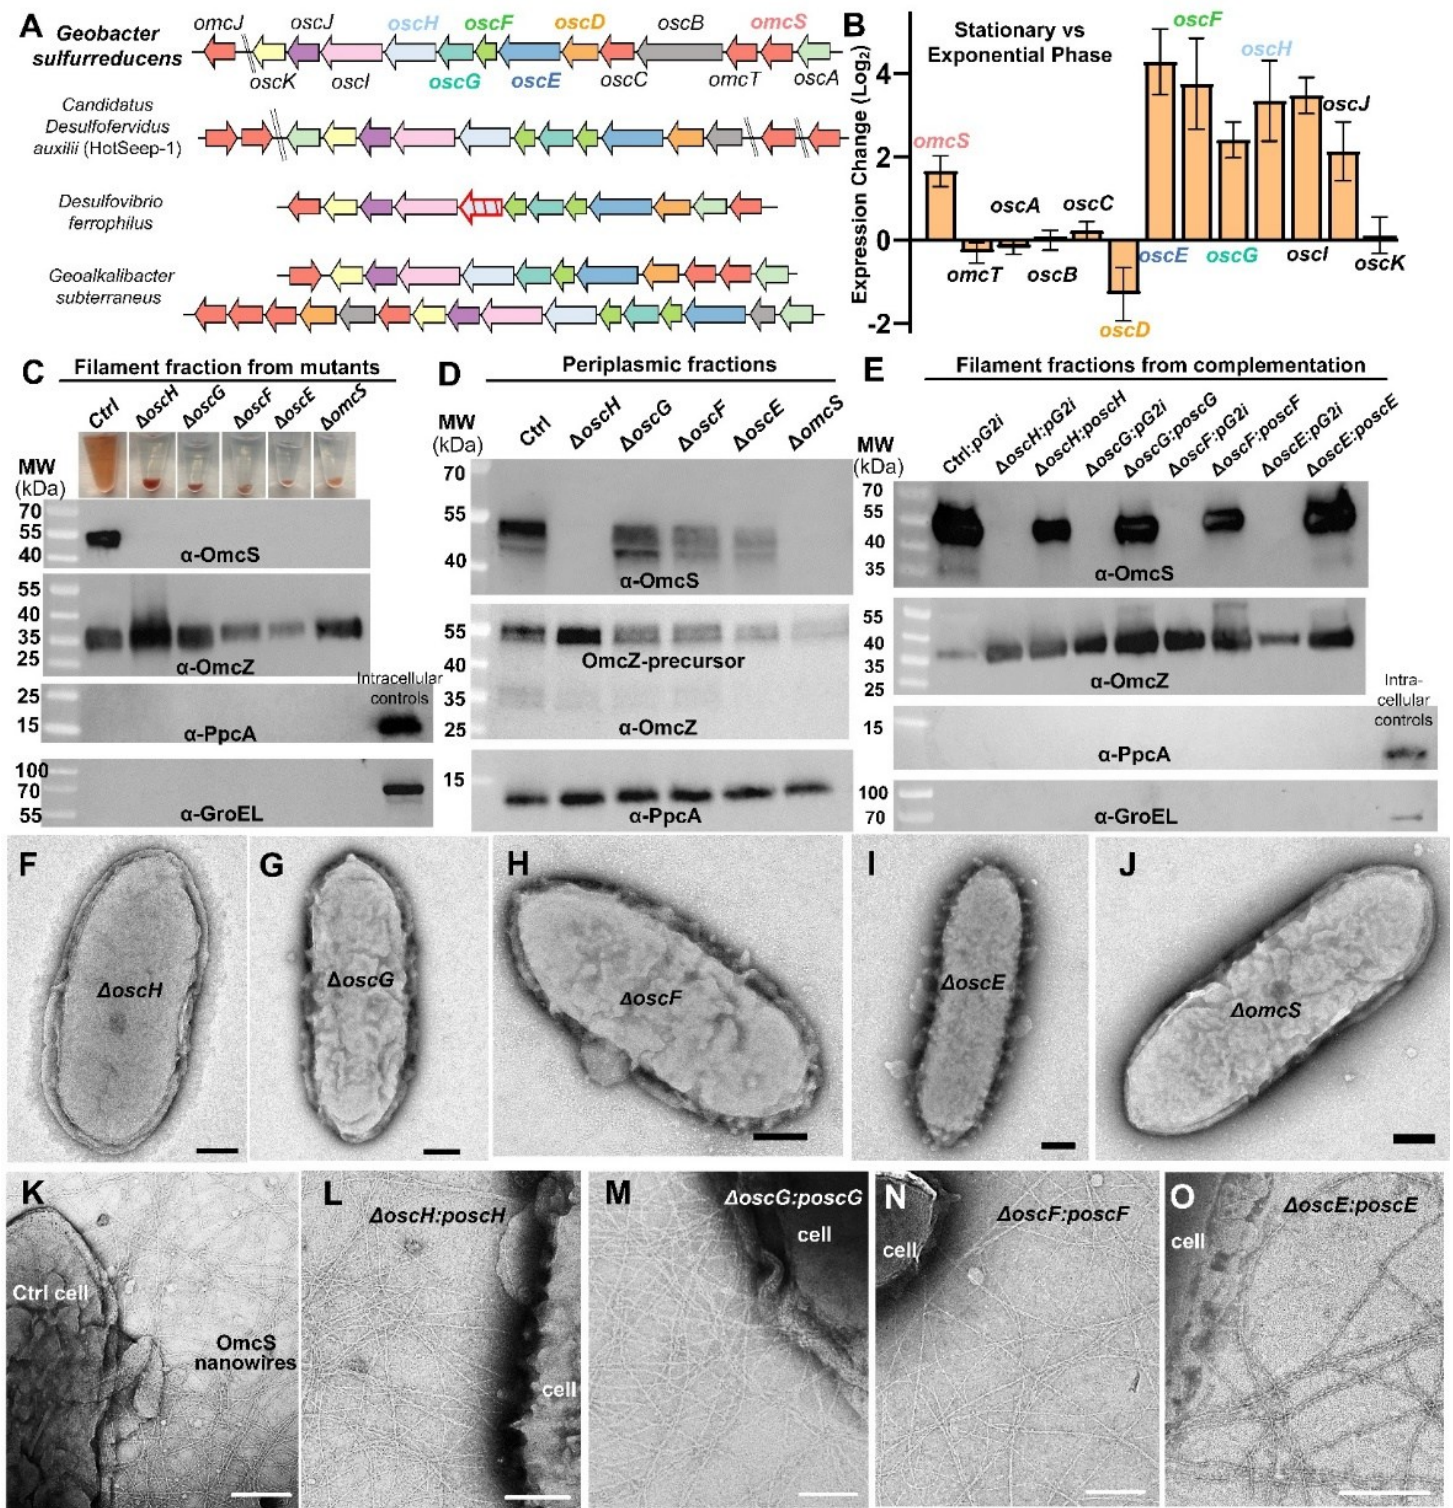 A
Geobacter
sulfurreducens
omcJ
oscJ
oscH
oscF
oscD
oscB
omcS
oscK
oscI
oscG
oscE
oscC
omcT
oscA
Candidatus
Desulfofervidus
auxilii (HotSeep-1)
Desulfovibrio
ferrophilus
Geoalkalibacter
subterraneus
B
Stationary vs
Exponential Phase
Expression Change (Log2)
4
2
0
-2
omcS
omcT
oscA
oscB
oscC
oscD
oscE
oscF
oscG
oscH
oscI
oscJ
oscK
C
Filament fraction from mutants
Ctrl
ΔoscH
ΔoscG
ΔoscF
ΔoscE
ΔomcS
MW
(kDa)
70
55
40
α-OmcS
55
40
35
25
α-OmcZ
Intracellular
controls
25
15
α-PpcA
100
70
55
α-GroEL
D
Periplasmic fractions
MW
(kDa)
Ctrl
ΔoscH
ΔoscG
ΔoscF
ΔoscE
ΔomcS
70
55
40
α-OmcS
55
40
35
25
OmcZ-precursor
α-OmcZ
15
α-PpcA
E
Filament fractions from complementation
MW
(kDa)
Ctrl:pG2i
ΔoscH:pG2i
ΔoscH:poscH
ΔoscG:pG2i
ΔoscG:poscG
ΔoscF:pG2i
ΔoscF:poscF
ΔoscE:pG2i
ΔoscE:poscE
70
55
40
35
α-OmcS
55
40
35
25
α-OmcZ
Intra-
cellular
controls
15
α-PpcA
100
70
α-GroEL
F
ΔoscH
G
ΔoscG
H
ΔoscF
I
ΔoscE
J
ΔomcS
K
Ctrl cell
OmcS
nanowires
L
ΔoscH:poscH
cell
M
ΔoscG:poscG
cell
N
ΔoscF:poscF
cell
O
ΔoscE:poscE
cell